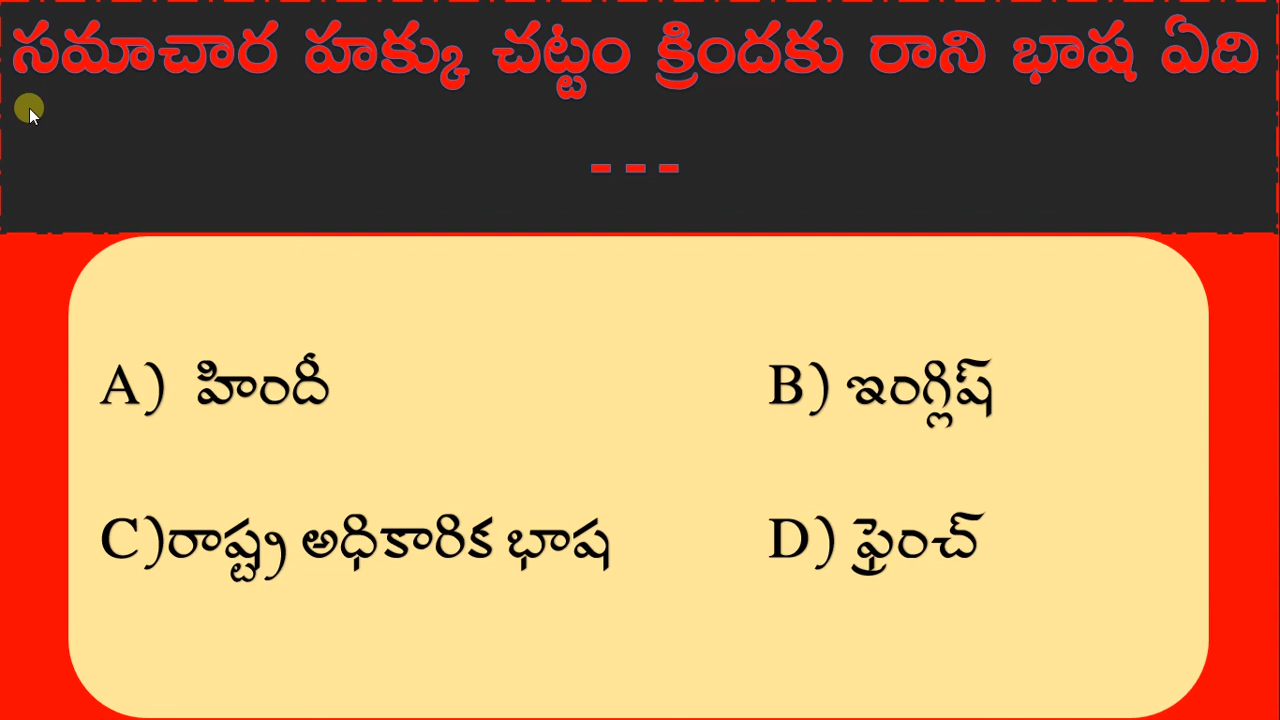 సమాచార హక్కు చట్టం క్రిందకు రాని భాష ఏది
---
A) హిందీ
B) ఇంగ్లిష్
C)రాష్ట్ర అధికారిక భాష
D) ఫ్రెంచ్